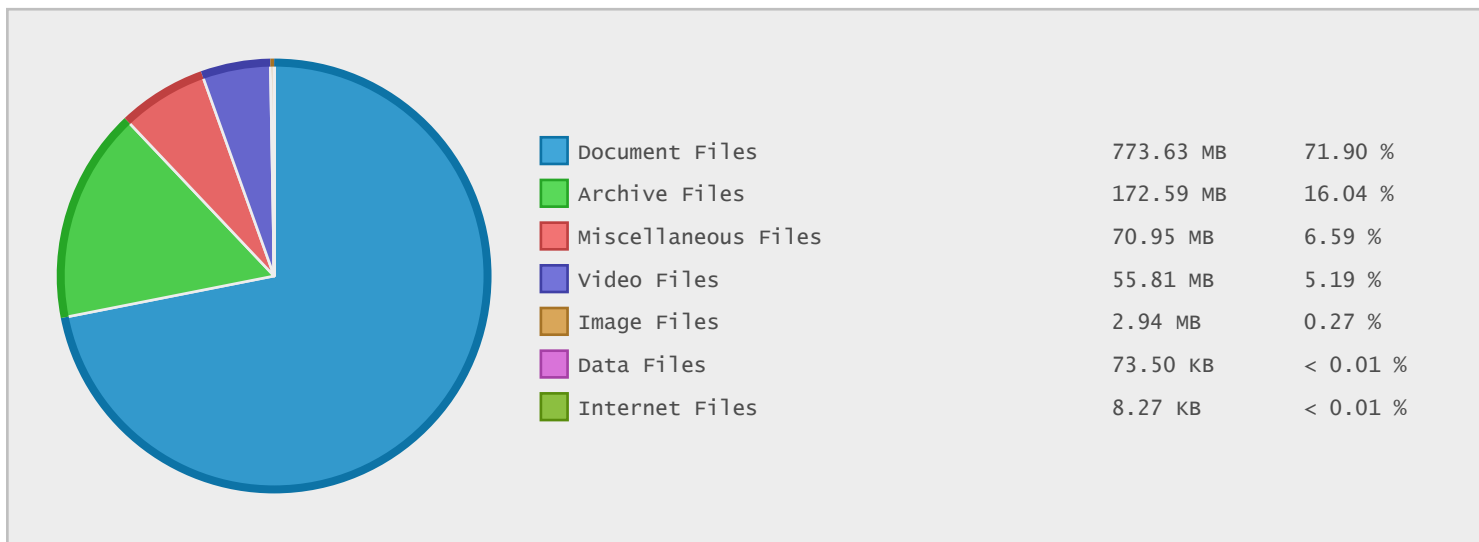 Document Files 773.63 MB 71.90 %
Archive Files 172.59 MB 16.04 %
Miscellaneous Files 70.95 MB 6.59 %
Video Files 55.81 MB 5.19 %
Image Files 2.94 MB 0.27 %
Data Files 73.50 KB < 0.01 %
Internet Files 8.27 KB < 0.01 %